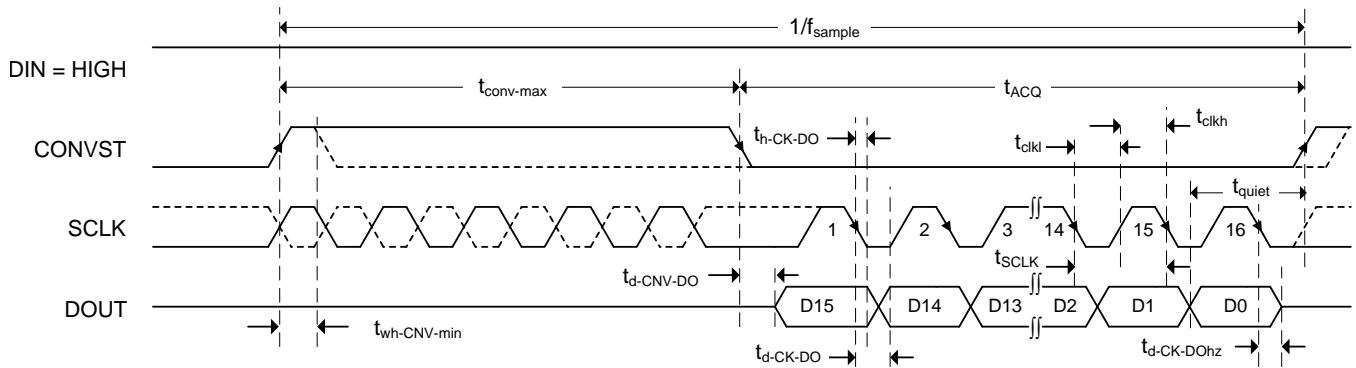 1/fsample
DIN = HIGH
tconv-max
tACQ
CONVST
th-CK-DO
tclkh
tclkl
tquiet
SCLK
1 2 3 14 15 16
tSCLK
td-CNV-DO
DOUT
D15 D14 D13 D2 D1 D0
twh-CNV-min
td-CK-DO
td-CK-DOhz